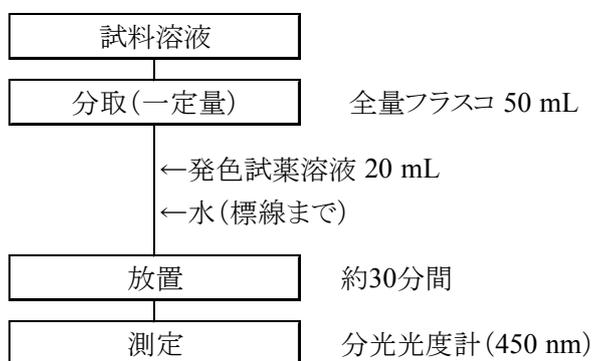 試料溶液
分取(一定量) 全量フラスコ 50 mL
←発色試薬溶液 20 mL
←水(標線まで)
放置 約30分間
測定 分光光度計(450 nm)